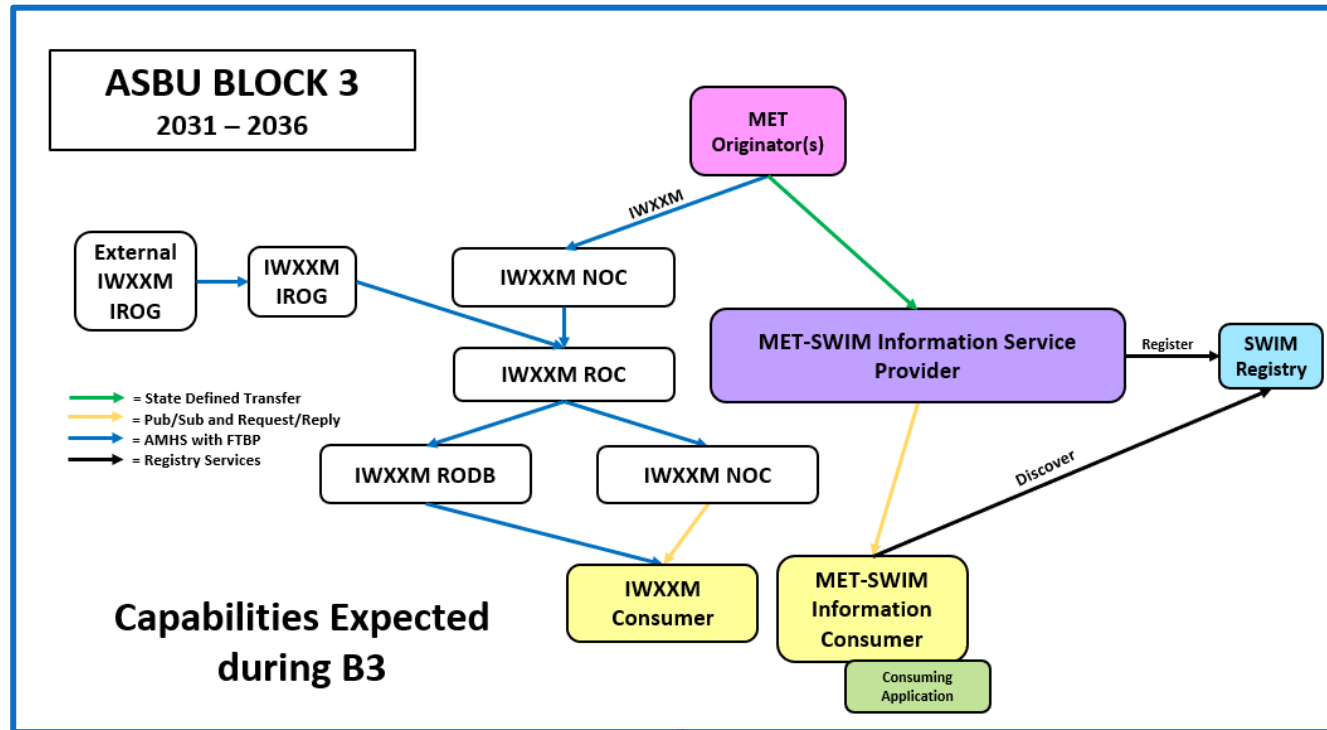 ASBU BLOCK 3
2031 – 2036
MET
Originator(s)
IWXXM
External
IWXXM
IROG
IWXXM
IROG
IWXXM NOC
MET-SWIM Information Service
Provider
Register
SWIM
Registry
IWXXM ROC
= State Defined Transfer
= Pub/Sub and Request/Reply
= AMHS with FTBP
= Registry Services
IWXXM RODB
IWXXM NOC
Discover
IWXXM
Consumer
MET-SWIM
Information
Consumer
Consuming
Application
Capabilities Expected
during B3